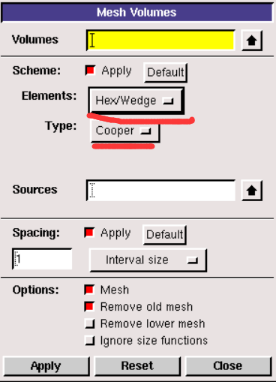 Mesh Volumes
Volumes
Scheme: Apply Default
Elements: Hex/Wedge
Type: Cooper
Sources
Spacing: Apply Default
1 Interval size
Options: Mesh
Remove old mesh
Remove lower mesh
Ignore size functions
Apply Reset Close